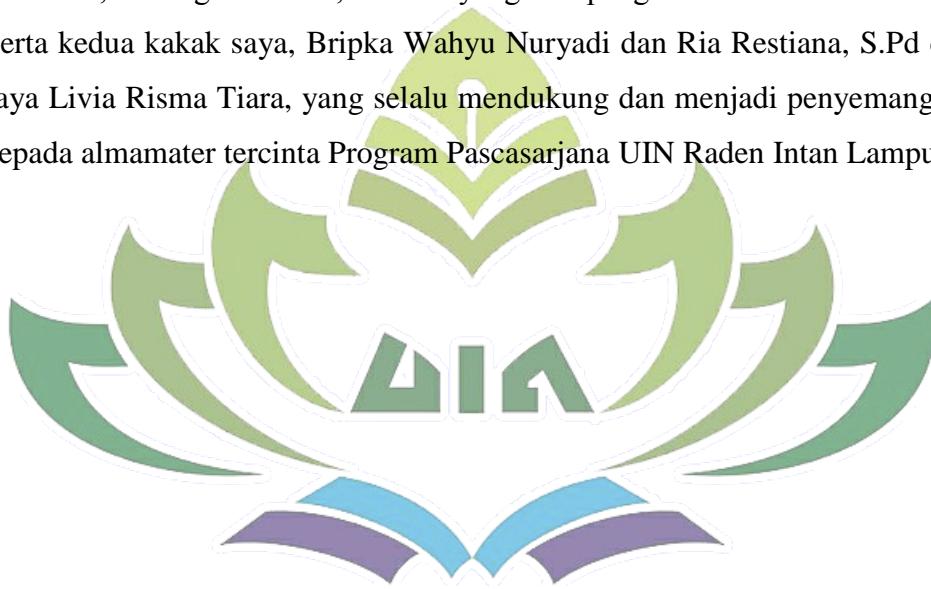 erta kedua kakak saya, Bripka Wahyu Nuryadi dan Ria Restiana, S.Pd
aya Livia Risma Tiara, yang selalu mendukung dan menjadi penyemang
epada almamater tercinta Program Pascasarjana UIN Raden Intan Lampu
UIN